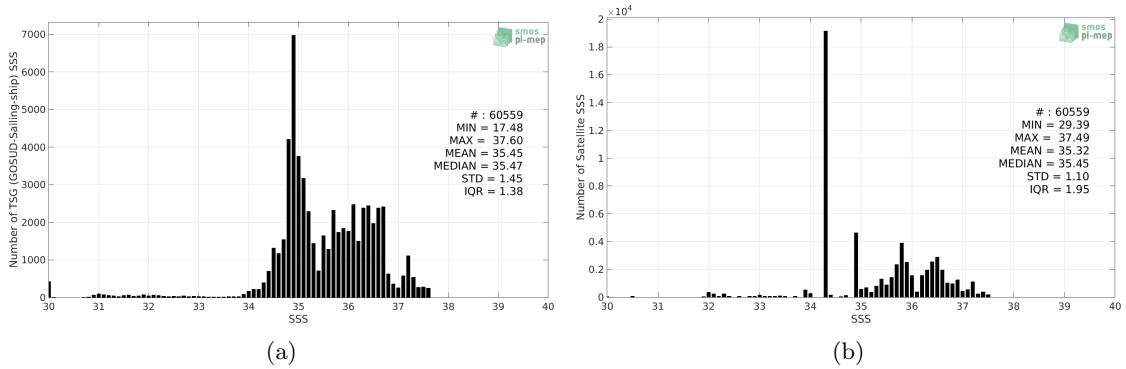 smos
pi-mep
Number of TSG (GOSUD-Sailing-ship) SSS
7000
6000
5000
4000
3000
2000
1000
0
# : 60559
MIN = 17.48
MAX = 37.60
MEAN = 35.45
MEDIAN = 35.47
STD = 1.45
IQR = 1.38
30 31 32 33 34 35 36 37 38 39 40
SSS
(a)
×10⁴
smos
pi-mep
Number of Satellite SSS
2
1.8
1.6
1.4
1.2
1
0.8
0.6
0.4
0.2
0
# : 60559
MIN = 29.39
MAX = 37.49
MEAN = 35.32
MEDIAN = 35.45
STD = 1.10
IQR = 1.95
30 31 32 33 34 35 36 37 38 39 40
SSS
(b)